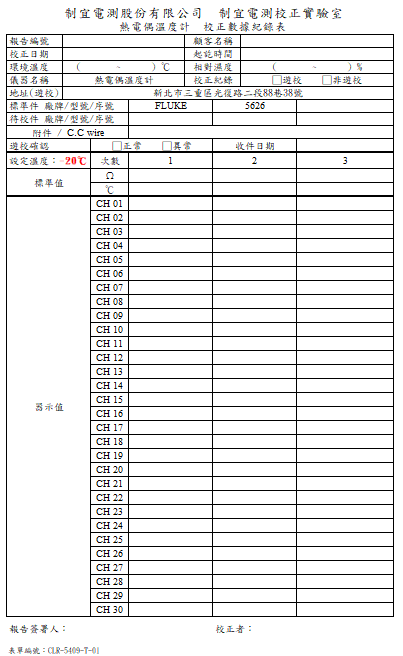 制宜電測股份有限公司 制宜電測校正實驗室
熱電偶溫度計 校正數據紀錄表
報告編號 顧客名稱
校正日期 起訖時間
環境溫度 ( ~ )℃ 相對濕度 ( ~ )%
儀器名稱 熱電偶溫度計 校正紀錄 □遊校 □非遊校
地址(遊校) 新北市三重區光復路二段88巷38號
標準件 廠牌/型號/序號 FLUKE 5626
待校件 廠牌/型號/序號
附件 / C.C wire
遊校確認 □正常 □異常 收件日期
設定溫度：-20℃ 次數 1 2 3
標準值 Ω
℃
器示值 CH 01
CH 02
CH 03
CH 04
CH 05
CH 06
CH 07
CH 08
CH 09
CH 10
CH 11
CH 12
CH 13
CH 14
CH 15
CH 16
CH 17
CH 18
CH 19
CH 20
CH 21
CH 22
CH 23
CH 24
CH 25
CH 26
CH 27
CH 28
CH 29
CH 30
報告簽署人： 校正者：
表單編號：CLR-5409-T-01